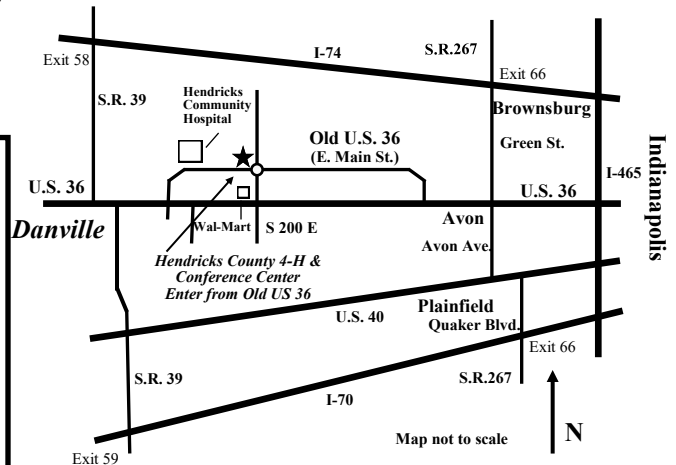 I-74
S.R.267
Exit 58
Exit 66
S.R. 39
Hendricks
Community
Hospital
Brownsburg
Old U.S. 36
(E. Main St.)
Green St.
Indianapolis
I-465
U.S. 36
U.S. 36
Danville
Wal-Mart
S 200 E
Avon
Avon Ave.
Hendricks County 4-H &
Conference Center
Enter from Old US 36
Plainfield
U.S. 40
Quaker Blvd.
Exit 66
S.R. 39
S.R.267
I-70
Map not to scale
N
Exit 59